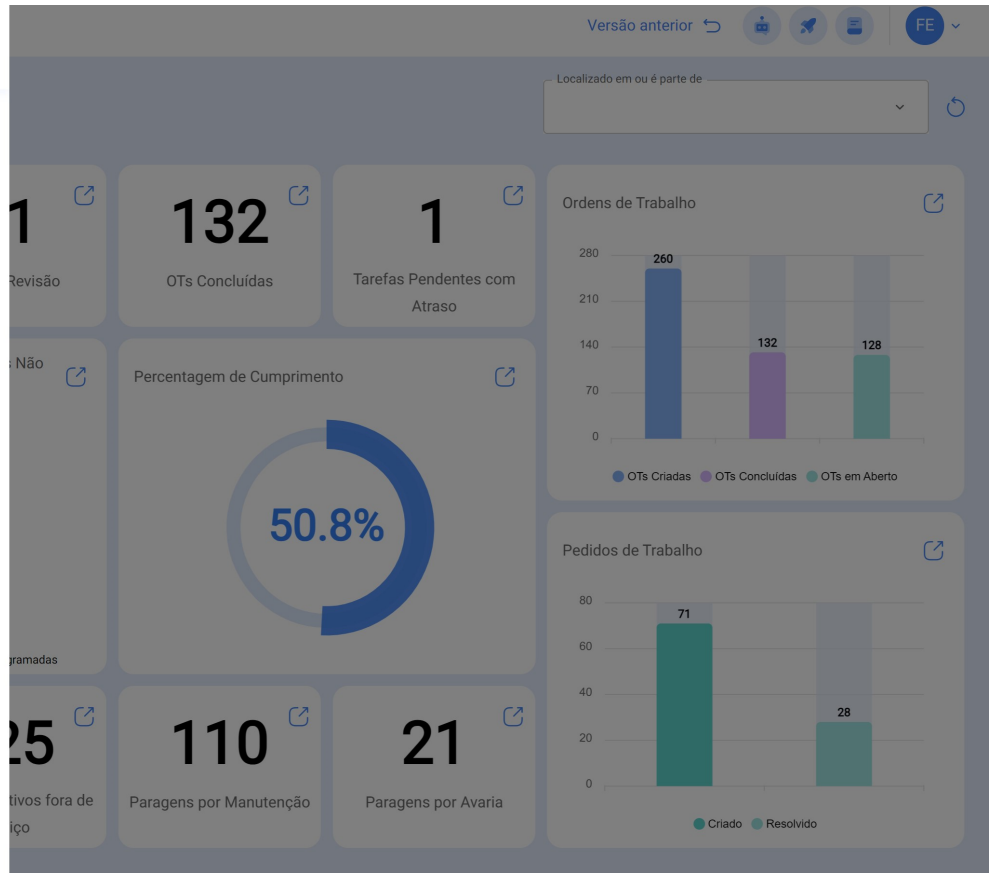 Versão anterior
FE
Localizado em ou é parte de
1
Revisão
132
OTs Concluídas
1
Tarefas Pendentes com
Atraso
Ordens de Trabalho
280
210
140
70
0
260
132
128
OTs Criadas
OTs Concluídas
OTs em Aberto
Não
gramadas
Percentagem de Cumprimento
50.8%
Pedidos de Trabalho
80
60
40
20
0
71
28
Criado
Resolvido
25
tivos fora de
iço
110
Paragens por Manutenção
21
Paragens por Avaria